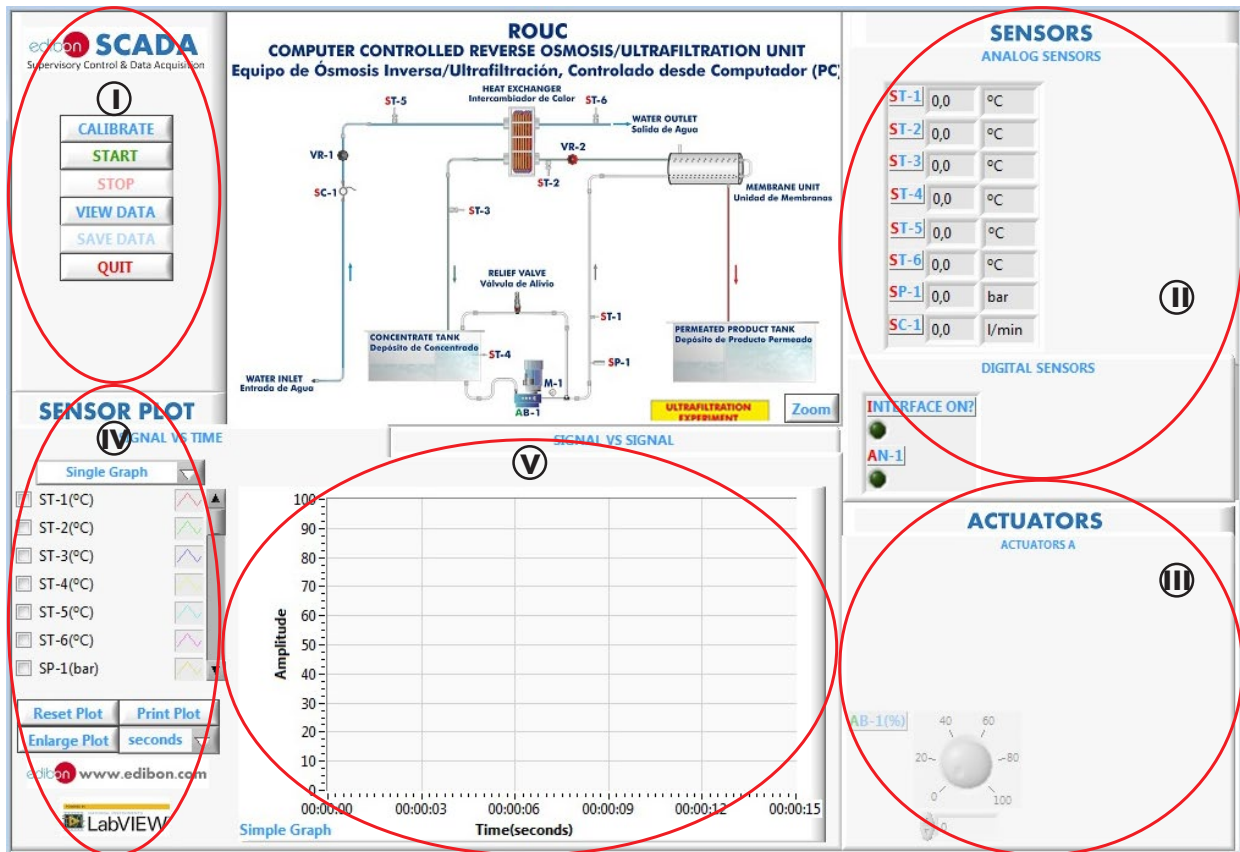 edibon SCADA
Supervisory Control & Data Acquisition
I
CALIBRATE
START
STOP
VIEW DATA
SAVE DATA
QUIT
ROUC
COMPUTER CONTROLLED REVERSE OSMOSIS/ULTRAFILTRATION UNIT
Equipo de Ósmosis Inversa/Ultrafiltración, Controlado desde Computador (PC)
HEAT EXCHANGER
Intercambiador de Calor
ST-5
ST-6
WATER OUTLET
Salida de Agua
VR-1
VR-2
SC-1
ST-2
MEMBRANE UNIT
Unidad de Membranas
ST-3
RELIEF VALVE
Válvula de Alivio
ST-1
CONCENTRATE TANK
Depósito de Concentrado
PERMEATED PRODUCT TANK
Depósito de Producto Permeado
ST-4
SP-1
WATER INLET
Entrada de Agua
M-1
AB-1
ULTRAFILTRATION
EXPERIMENT
Zoom
SENSORS
ANALOG SENSORS
ST-1 0,0 ºC
ST-2 0,0 ºC
ST-3 0,0 ºC
ST-4 0,0 ºC
ST-5 0,0 ºC
ST-6 0,0 ºC
SP-1 0,0 bar
SC-1 0,0 l/min
II
DIGITAL SENSORS
INTERFACE ON?
AN-1
SENSOR PLOT
IV
SIGNAL VS TIME
SIGNAL VS SIGNAL
Single Graph
ST-1(ºC)
ST-2(ºC)
ST-3(ºC)
ST-4(ºC)
ST-5(ºC)
ST-6(ºC)
SP-1(bar)
Reset Plot Print Plot
Enlarge Plot seconds
edibon www.edibon.com
LabVIEW
V
100
90
80
70
60
50
40
30
20
10
0
Amplitude
00:00:00 00:00:03 00:00:06 00:00:09 00:00:12 00:00:15
Simple Graph
Time(seconds)
ACTUATORS
ACTUATORS A
III
AB-1(%)
40 60
20 80
0 100
0